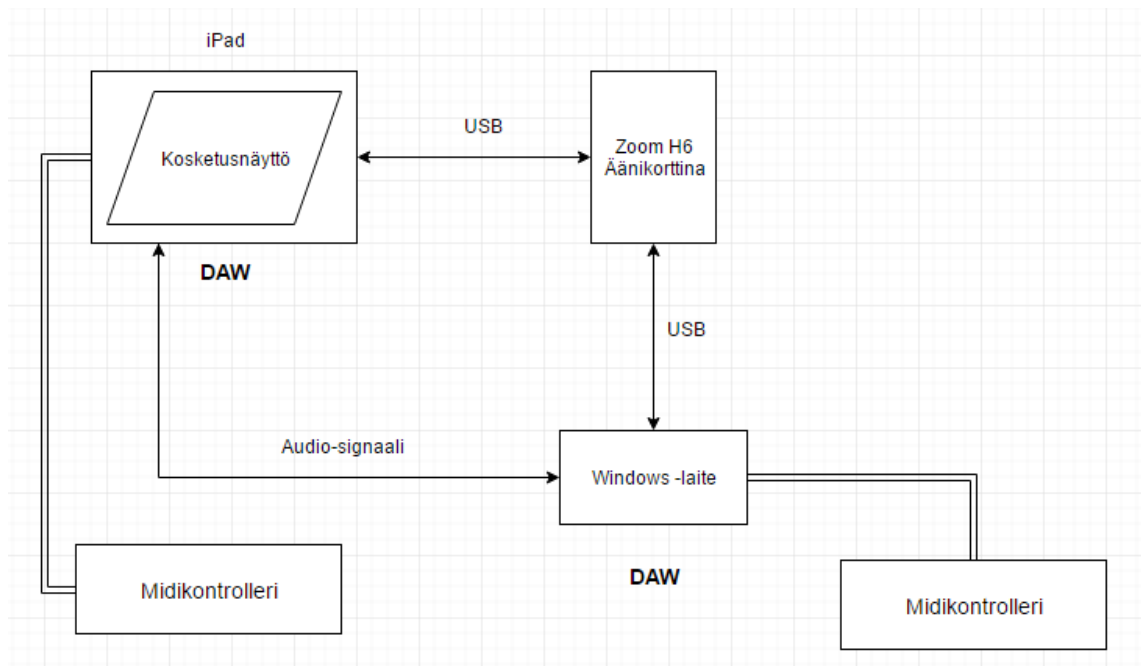 iPad
Kosketusnäyttö
USB
Zoom H6
Äänikorttina
DAW
USB
Audio-signaali
Windows -laite
DAW
Midikontrolleri
Midikontrolleri